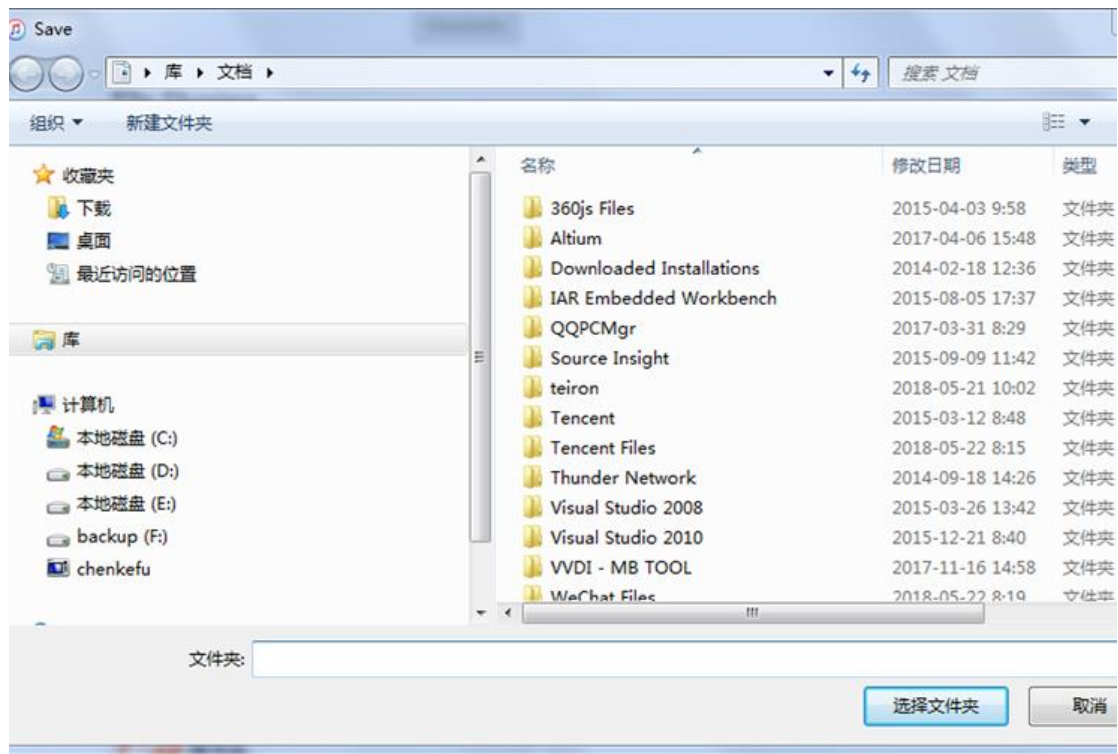 Save
库 文档
搜索 文档
组织 新建文件夹
收藏夹
下载
桌面
最近访问的位置
库
计算机
本地磁盘 (C:)
本地磁盘 (D:)
本地磁盘 (E:)
backup (F:)
chenkefu
名称 修改日期 类型
360js Files 2015-04-03 9:58 文件夹
Altium 2017-04-06 15:48 文件夹
Downloaded Installations 2014-02-18 12:36 文件夹
IAR Embedded Workbench 2015-08-05 17:37 文件夹
QQPCMgr 2017-03-31 8:29 文件夹
Source Insight 2015-09-09 11:42 文件夹
teiron 2018-05-21 10:02 文件夹
Tencent 2015-03-12 8:48 文件夹
Tencent Files 2018-05-22 8:15 文件夹
Thunder Network 2014-09-18 14:26 文件夹
Visual Studio 2008 2015-03-26 13:42 文件夹
Visual Studio 2010 2015-12-21 8:40 文件夹
VVDI - MB TOOL 2017-11-16 14:58 文件夹
WeChat Files 2018-05-22 8:19 文件夹
文件夹:
选择文件夹 取消